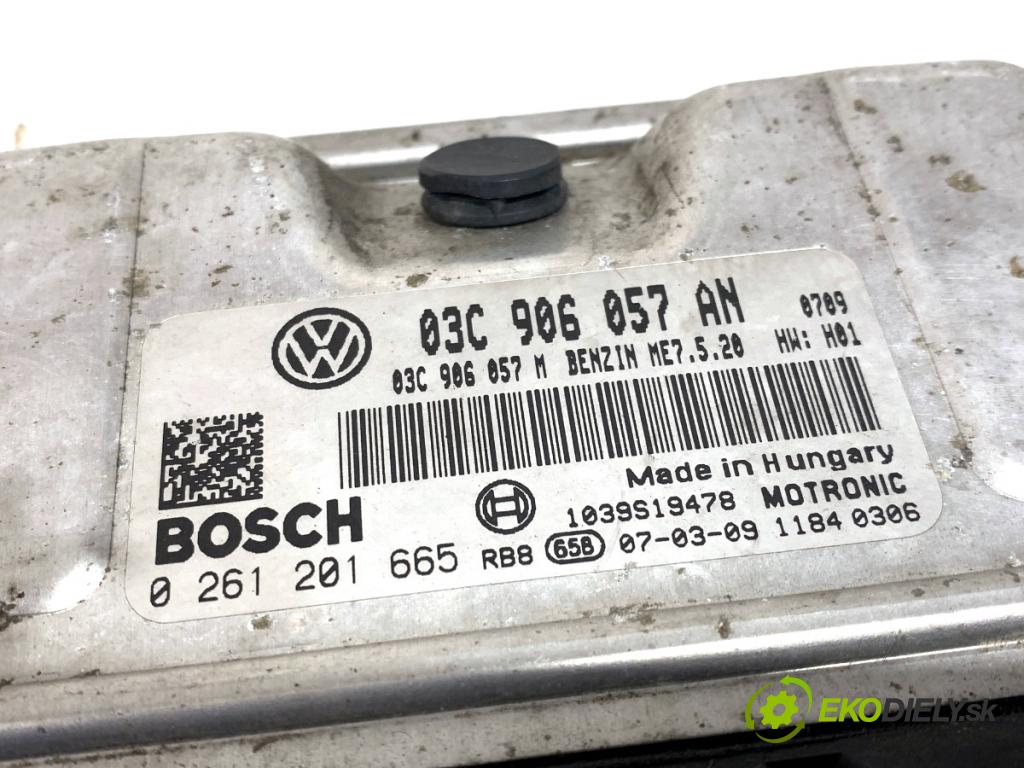 03C 906 057 AN 0709
03C 906 057 M BENZIN ME7.5.20 HW: H01
Made in Hungary
BOSCH 1039S19478 MOTRONIC
0 261 201 665 RB8 658 07-03-09 1184 0306
EKODIELY.SK